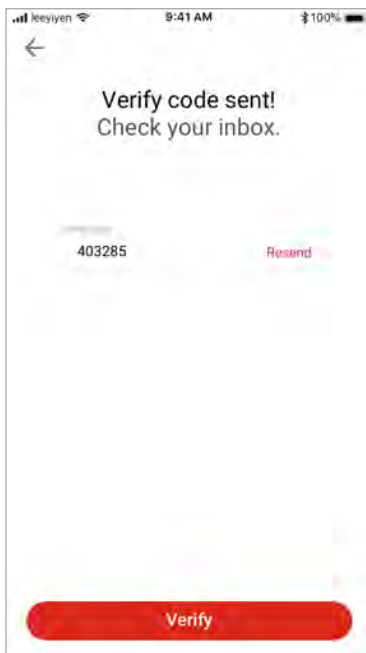 leeyiyen 9:41 AM 100%
Verify code sent!
Check your inbox.
403285 Resend
Verify